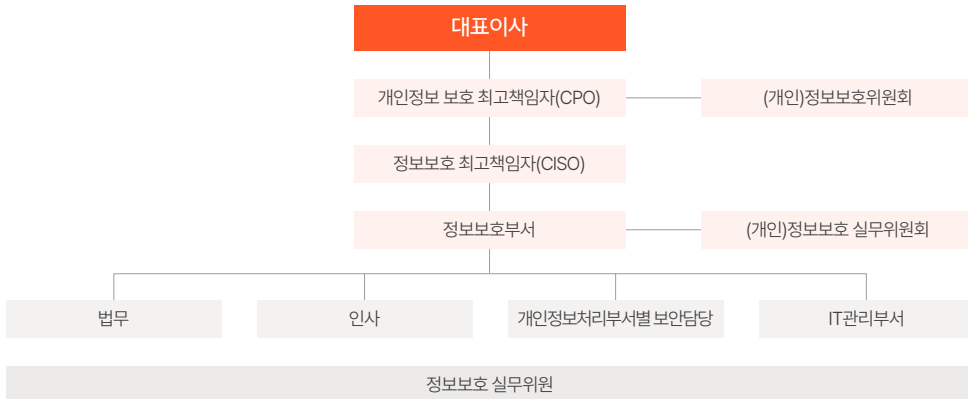 대표이사
개인정보 보호 최고책임자(CPO)
(개인)정보보호위원회
정보보호 최고책임자(CISO)
정보보호부서
(개인)정보보호 실무위원회
법무
인사
개인정보처리부서별 보안담당
IT관리부서
정보보호 실무위원